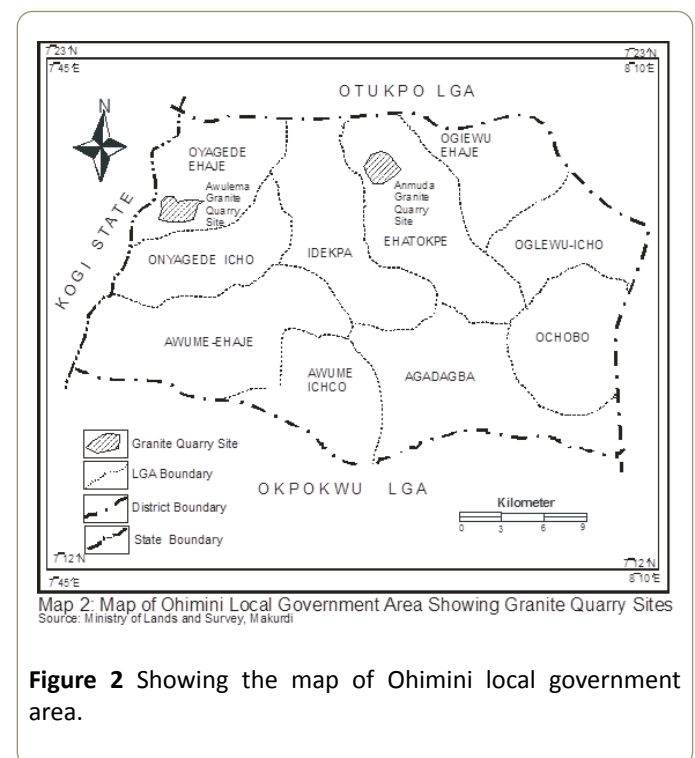 7°23'N 7°23'N
7°45'E 8°10'E
OTUKPO LGA
N
OYAGEDE
EHAJE
OGIEWU
EHAJE
Awulema
Granite
Quarry
Site
Anmuda
Granite
Quarry
Site
KOGI STATE
ONYAGEDE ICHO
IDEKPA
EHATOKPE
OGLEWU-ICHO
AWUME-EHAJE
AWUME
ICHCO
AGADAGBA
OCHOBO
Granite Quarry Site
LGA Boundary
District Boundary
State Boundary
OKPOKWU LGA
Kilometer
0 3 6 9
7°12'N 7°12'N
7°45'E 8°10'E
Map 2: Map of Ohimini Local Government Area Showing Granite Quarry Sites
Source: Ministry of Lands and Survey, Makurdi
Figure 2 Showing the map of Ohimini local government
area.